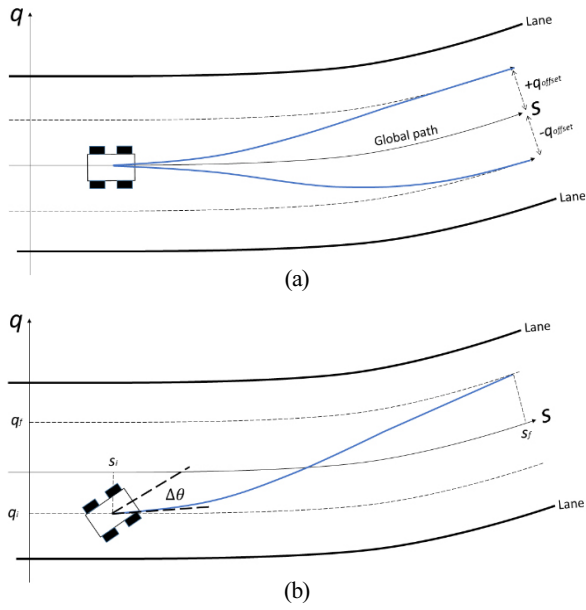 q
Lane
+qoffset
S
Global path
-qoffset
Lane
(a)
q
Lane
qf
S
si
sf
Δθ
qi
Lane
(b)